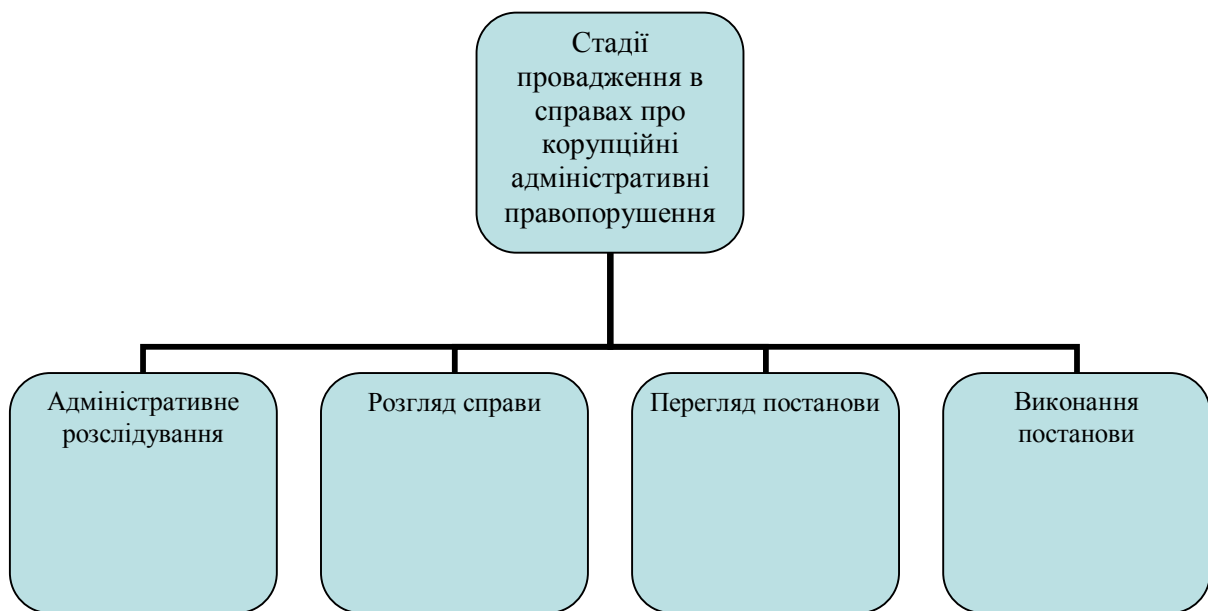 Стадії
провадження в
справах про
корупційні
адміністративні
правопорушення
Адміністративне
розслідування
Розгляд справи
Перегляд постанови
Виконання
постанови